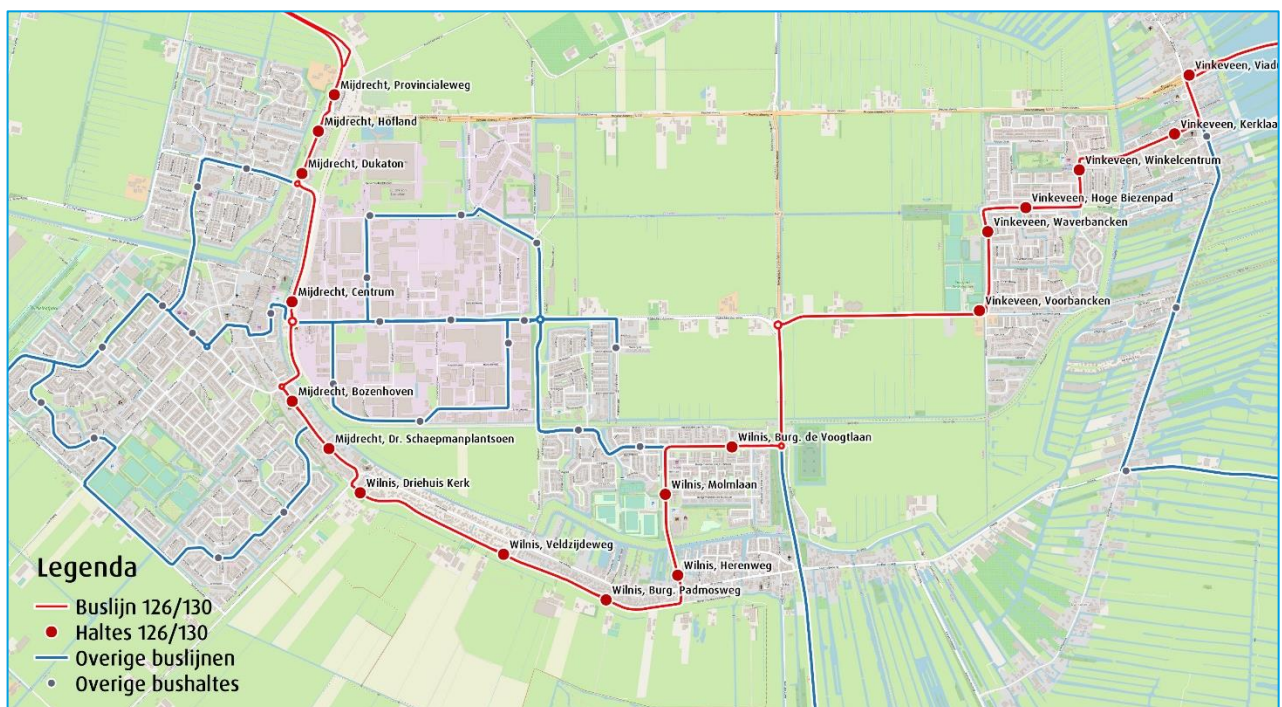 Mijdrecht, Provincialeweg
Mijdrecht, Hofland
Mijdrecht, Dukaton
Mijdrecht, Centrum
Mijdrecht, Bozenhoven
Mijdrecht, Dr. Schaepmanplantsoen
Wilnis, Driehuis Kerk
Wilnis, Veldzijdeweg
Wilnis, Burg. Padmosweg
Wilnis, Herenweg
Wilnis, Molmlaan
Wilnis, Burg. de Voogtlaan
Vinkeveen, Voorbancken
Vinkeveen, Waverbancken
Vinkeveen, Hoge Biezenpad
Vinkeveen, Winkelcentrum
Vinkeveen, Kerklaa
Vinkeveen, Viad
Legenda
Buslijn 126/130
Haltes 126/130
Overige buslijnen
Overige bushaltes